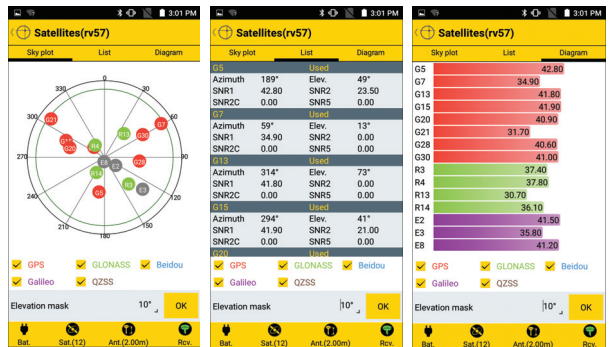 3:01 PM
Satellites(rv57)
Sky plot List Diagram
0
330 30
300 60
270 90
240 120
210 150
180
G21
G7
G30
R13
R4
G20
G28
E8
E2
R14
R3
E3
G5
GPS GLONASS Beidou
Galileo QZSS
Elevation mask 10° OK
Bat. Sat.(12) Ant.(2.00m) Rcv.
3:01 PM
Satellites(rv57)
Sky plot List Diagram
G5 Used
Azimuth 189° Elev. 49°
SNR1 42.80 SNR2 23.50
SNR2C 0.00 SNR5 0.00
G7 Used
Azimuth 59° Elev. 13°
SNR1 34.90 SNR2 0.00
SNR2C 0.00 SNR5 0.00
G13 Used
Azimuth 314° Elev. 73°
SNR1 41.80 SNR2 0.00
SNR2C 0.00 SNR5 0.00
G15 Used
Azimuth 294° Elev. 41°
SNR1 41.90 SNR2 21.00
SNR2C 0.00 SNR5 0.00
G20 Used
GPS GLONASS Beidou
Galileo QZSS
Elevation mask 10° OK
Bat. Sat.(12) Ant.(2.00m) Rcv.
3:01 PM
Satellites(rv57)
Sky plot List Diagram
G5 42.80
G7 34.90
G13 41.80
G15 41.90
G20 40.90
G21 31.70
G28 40.60
G30 41.00
R3 37.40
R4 37.80
R13 30.70
R14 36.10
E2 41.50
E3 35.80
E8 41.20
GPS GLONASS Beidou
Galileo QZSS
Elevation mask 10° OK
Bat. Sat.(12) Ant.(2.00m) Rcv.